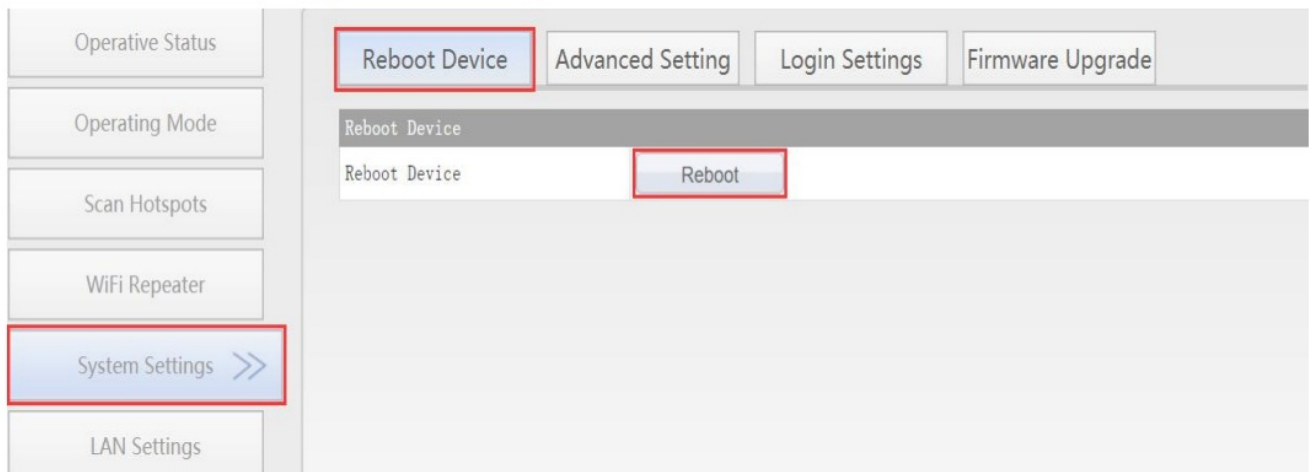 Operative Status
Operating Mode
Scan Hotspots
WiFi Repeater
System Settings
LAN Settings
Reboot Device
Advanced Setting
Login Settings
Firmware Upgrade
Reboot Device
Reboot Device
Reboot